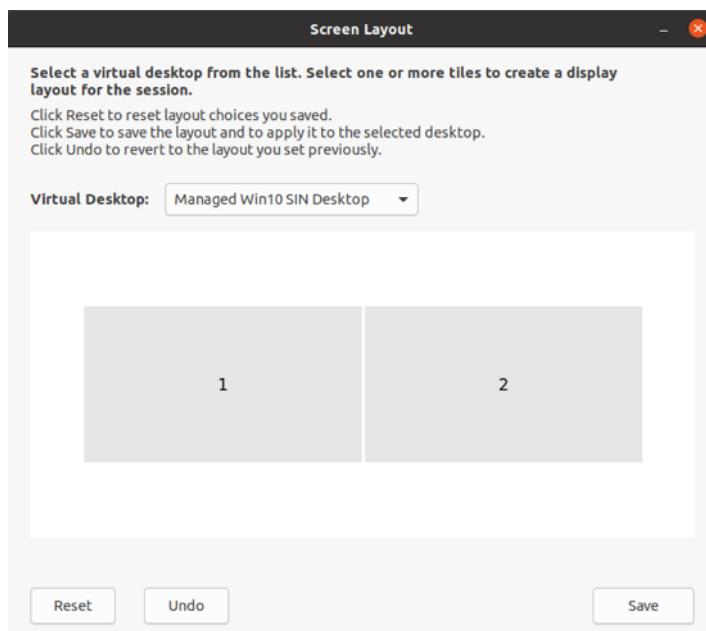 Screen Layout
Select a virtual desktop from the list. Select one or more tiles to create a display
layout for the session.
Click Reset to reset layout choices you saved.
Click Save to save the layout and to apply it to the selected desktop.
Click Undo to revert to the layout you set previously.
Virtual Desktop: Managed Win10 SIN Desktop
1 2
Reset Undo Save